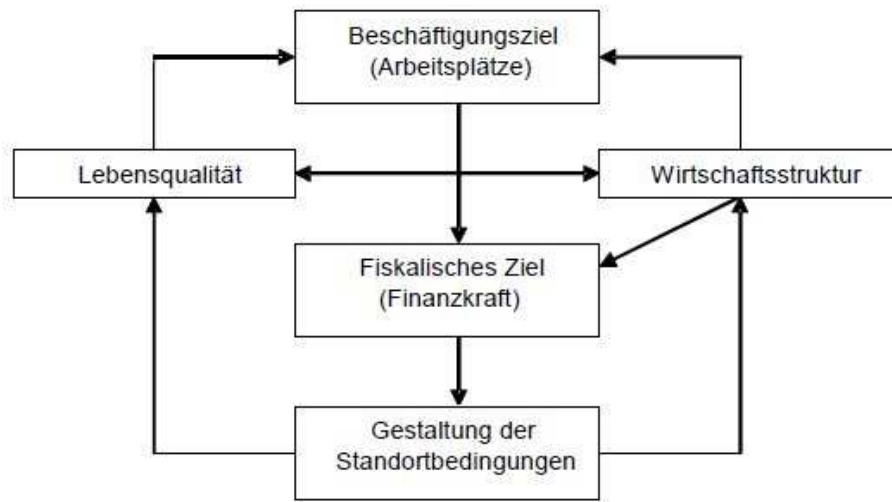 Beschäftigungsziel
(Arbeitsplätze)
Lebensqualität
Wirtschaftsstruktur
Fiskalisches Ziel
(Finanzkraft)
Gestaltung der
Standortbedingungen